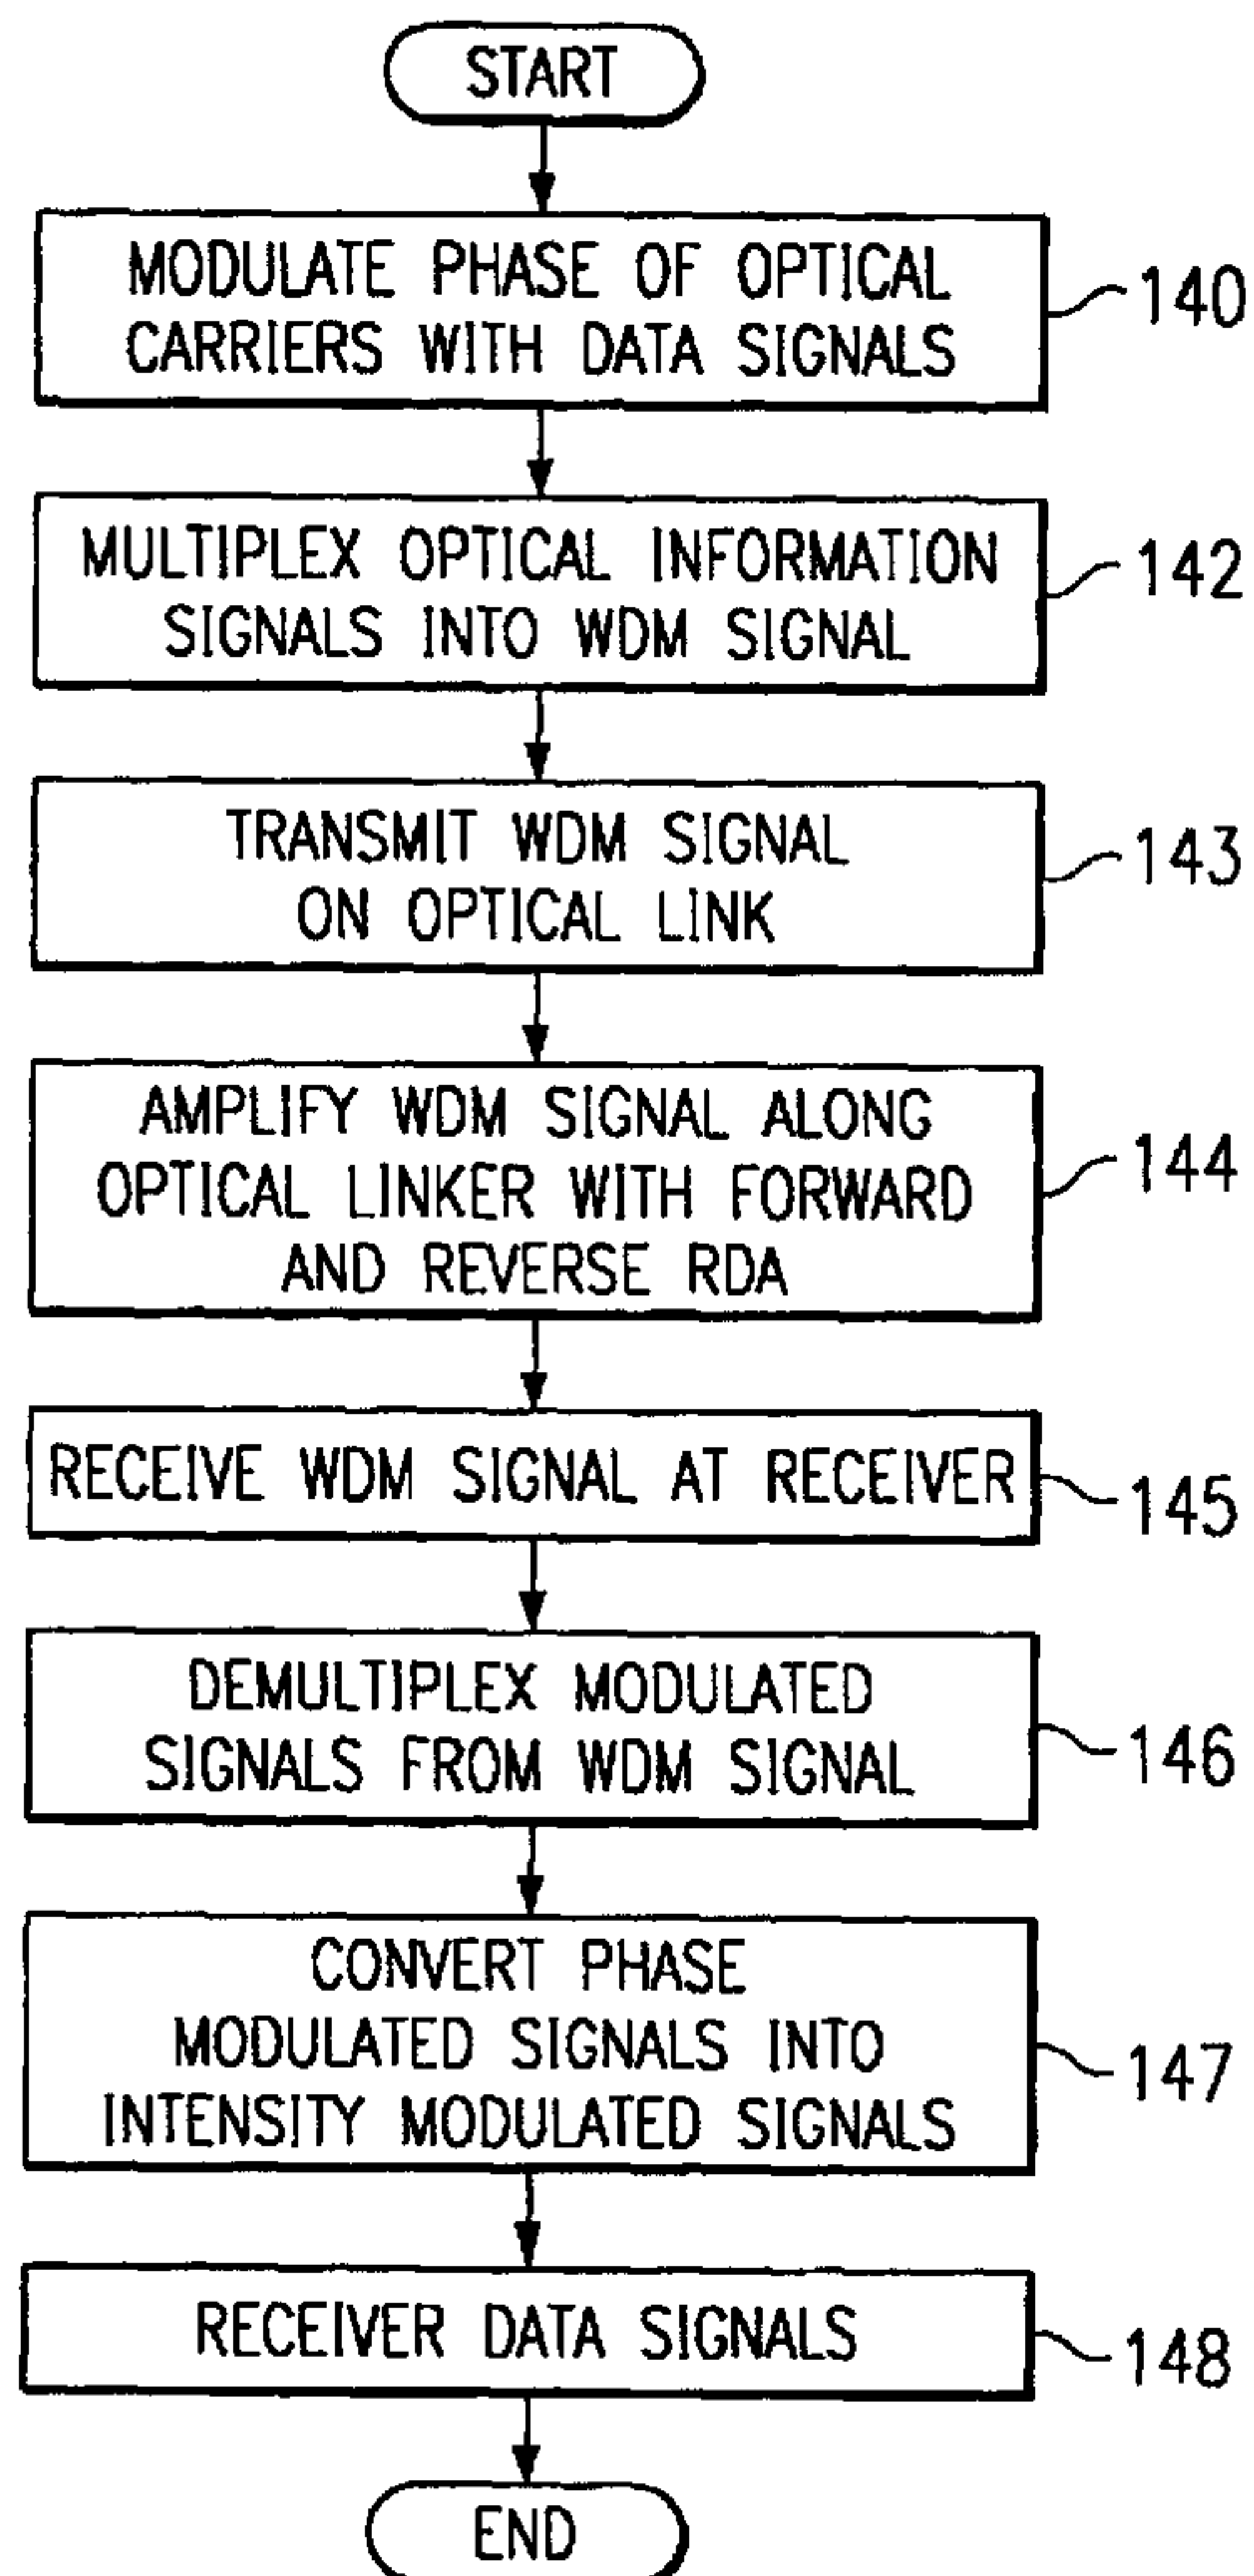 START
MODULATE PHASE OF OPTICAL
CARRIERS WITH DATA SIGNALS
140
MULTIPLEX OPTICAL INFORMATION
SIGNALS INTO WDM SIGNAL
142
TRANSMIT WDM SIGNAL
ON OPTICAL LINK
143
AMPLIFY WDM SIGNAL ALONG
OPTICAL LINKER WITH FORWARD
AND REVERSE RDA
144
RECEIVE WDM SIGNAL AT RECEIVER
145
DEMULTIPLEX MODULATED
SIGNALS FROM WDM SIGNAL
146
CONVERT PHASE
MODULATED SIGNALS INTO
INTENSITY MODULATED SIGNALS
147
RECEIVER DATA SIGNALS
148
END